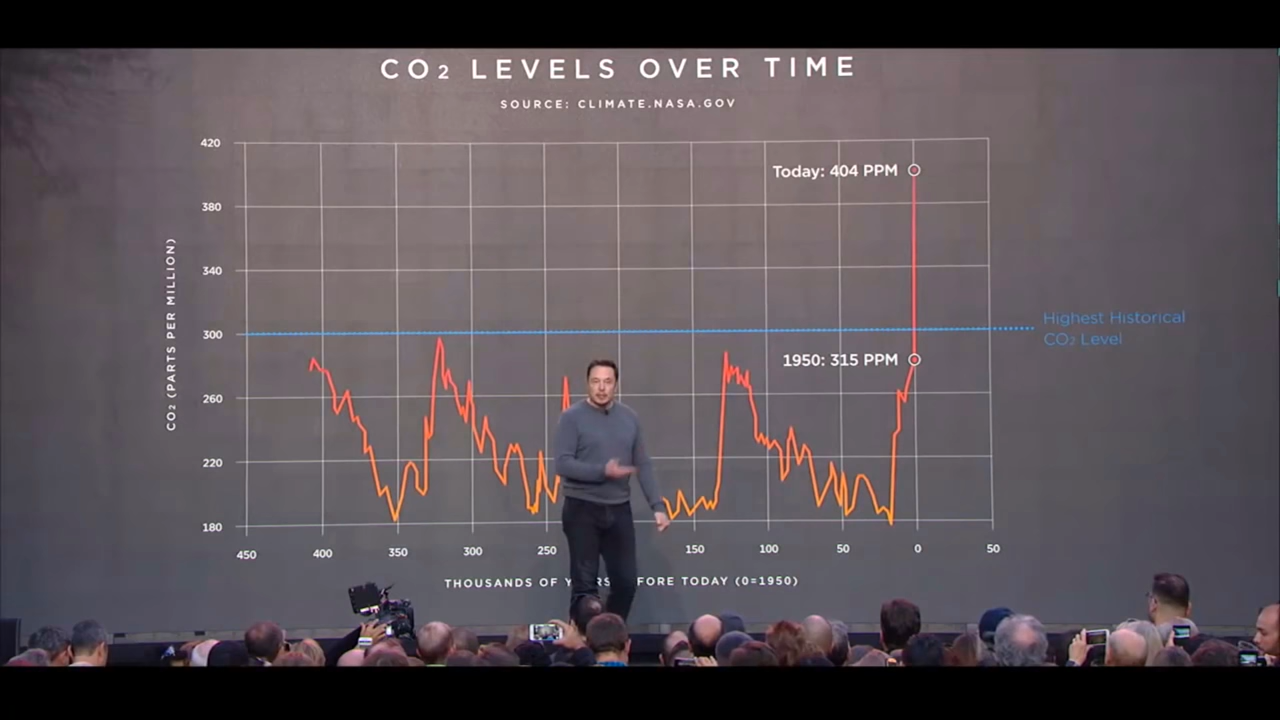 CO2 LEVELS OVER TIME
SOURCE: CLIMATE.NASA.GOV
420
380
340
300
260
220
180
CO2 (PARTS PER MILLION)
Today: 404 PPM
1950: 315 PPM
Highest Historical
CO2 Level
450 400 350 300 250 150 100 50 0 50
THOUSANDS OF TODAY (0=1950)